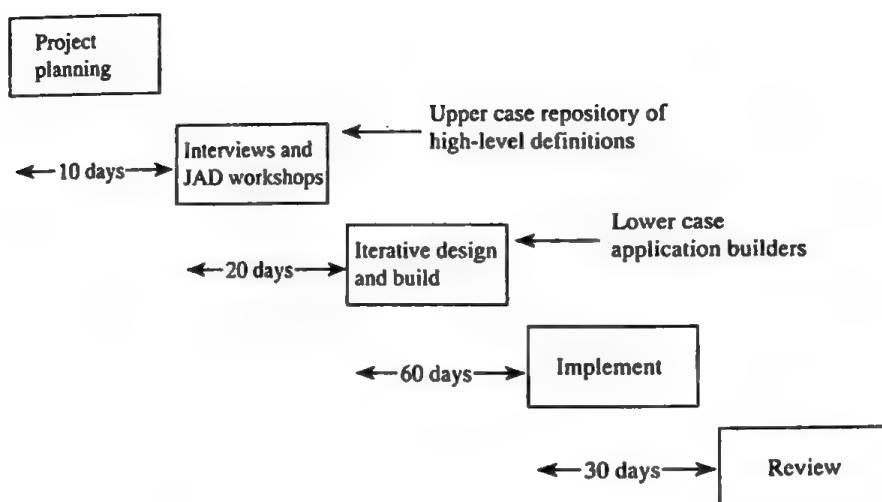 Project
planning
Upper case repository of
high-level definitions
Interviews and
JAD workshops
10 days
Lower case
application builders
Iterative design
and build
20 days
Implement
60 days
Review
30 days